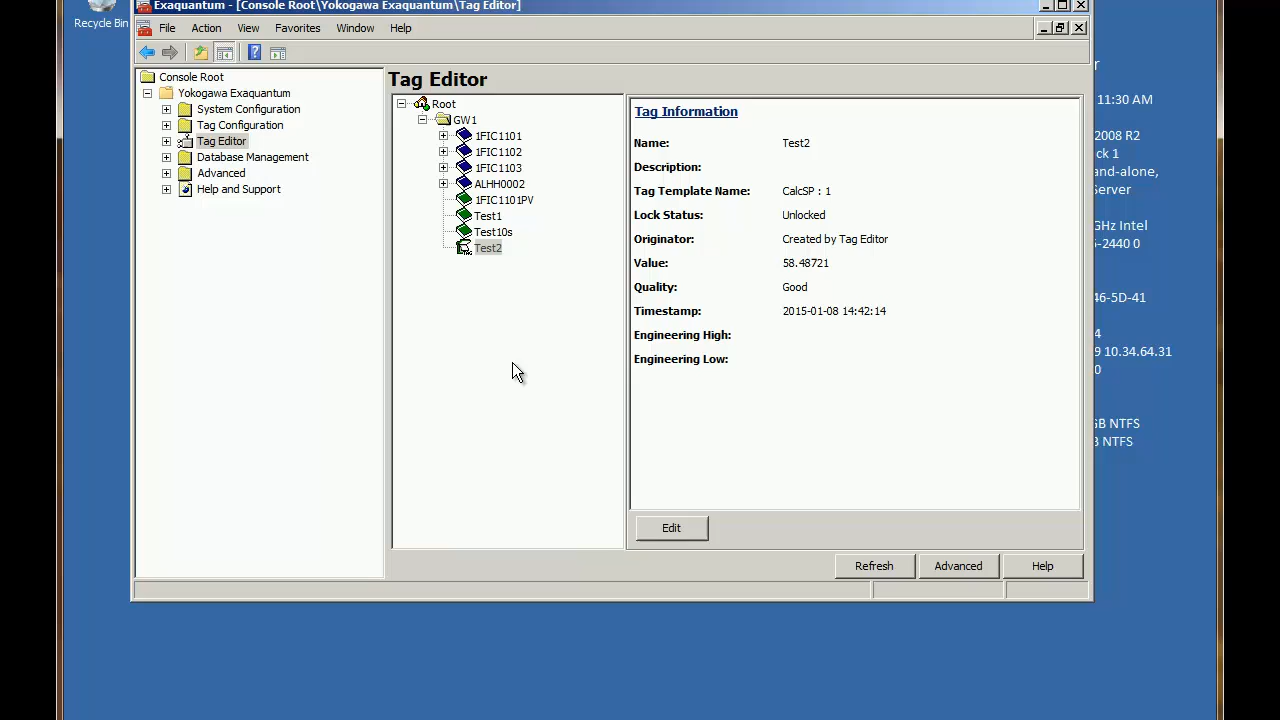 Recycle Bin
Exaquantum - [Console Root\Yokogawa Exaquantum\Tag Editor]
File Action View Favorites Window Help
Console Root
Yokogawa Exaquantum
System Configuration
Tag Configuration
Tag Editor
Database Management
Advanced
Help and Support
Tag Editor
Root
GW1
1FIC1101
1FIC1102
1FIC1103
ALHH0002
1FIC1101PV
Test1
Test10s
Test2
Tag Information
Name: Test2
Description:
Tag Template Name: CalcSP : 1
Lock Status: Unlocked
Originator: Created by Tag Editor
Value: 58.48721
Quality: Good
Timestamp: 2015-01-08 14:42:14
Engineering High:
Engineering Low:
Edit
Refresh Advanced Help
r
11:30 AM
2008 R2
ck 1
and-alone,
Server
GHz Intel
5-2440 0
46-5D-41
4
9 10.34.64.31
0
GB NTFS
B NTFS